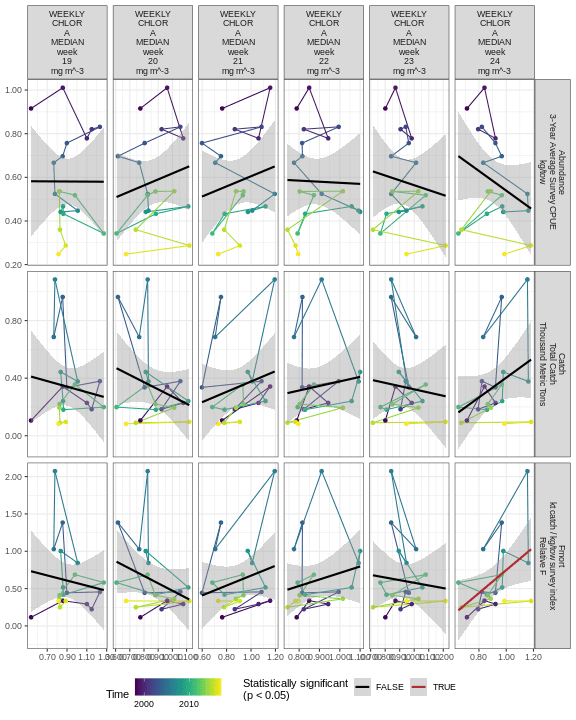 WEEKLY CHLOR A MEDIAN week 19 mg m^-3
WEEKLY CHLOR A MEDIAN week 20 mg m^-3
WEEKLY CHLOR A MEDIAN week 21 mg m^-3
WEEKLY CHLOR A MEDIAN week 22 mg m^-3
WEEKLY CHLOR A MEDIAN week 23 mg m^-3
WEEKLY CHLOR A MEDIAN week 24 mg m^-3
1.00
0.80
0.60
0.40
0.20
Abundance
3-Year Average Survey CPUE
kg/tow
0.80
0.40
0.00
Catch
Total Catch
Thousand Metric Tons
2.00
1.50
1.00
0.50
0.00
Fmort
kt catch / kg/tow survey index
Relative F
0.70 0.90 1.10
0.60 0.80 1.00 1.20
0.80 1.00 1.20
Time
2000 2010
Statistically significant
(p < 0.05)
FALSE
TRUE